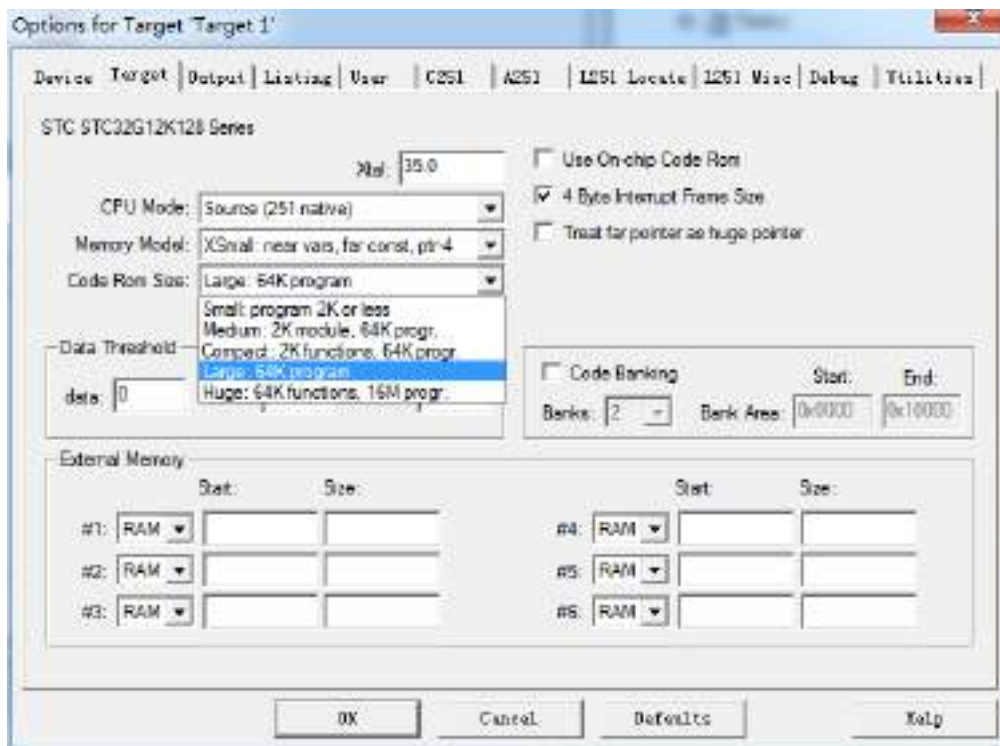 Options for Target 'Target 1'
Device Target Output Listing User C251 A251 L251 Locate L251 Misc Debug Utilities
STC STC32G12K128 Series
Xtal: 35.0
Use On-chip Code Rom
CPU Mode: Source (251 native)
4 Byte Interrupt Frame Size
Memory Model: XSmall: near vars, far const, ptr-4
Treat far pointer as huge pointer
Code Rom Size: Large: 64K program
Small: program 2K or less
Medium: 2K module, 64K progr.
Data Threshold
Compact: 2K functions, 64K progr.
Large: 64K program
Huge: 64K functions, 16M progr.
data: 0
Code Banking Start: End:
Banks: 2 Bank Area: 0x0000 0x10000
External Memory
Start: Size: Start: Size:
#1: RAM #4: RAM
#2: RAM #5: RAM
#3: RAM #6: RAM
OK Cancel Defaults Help